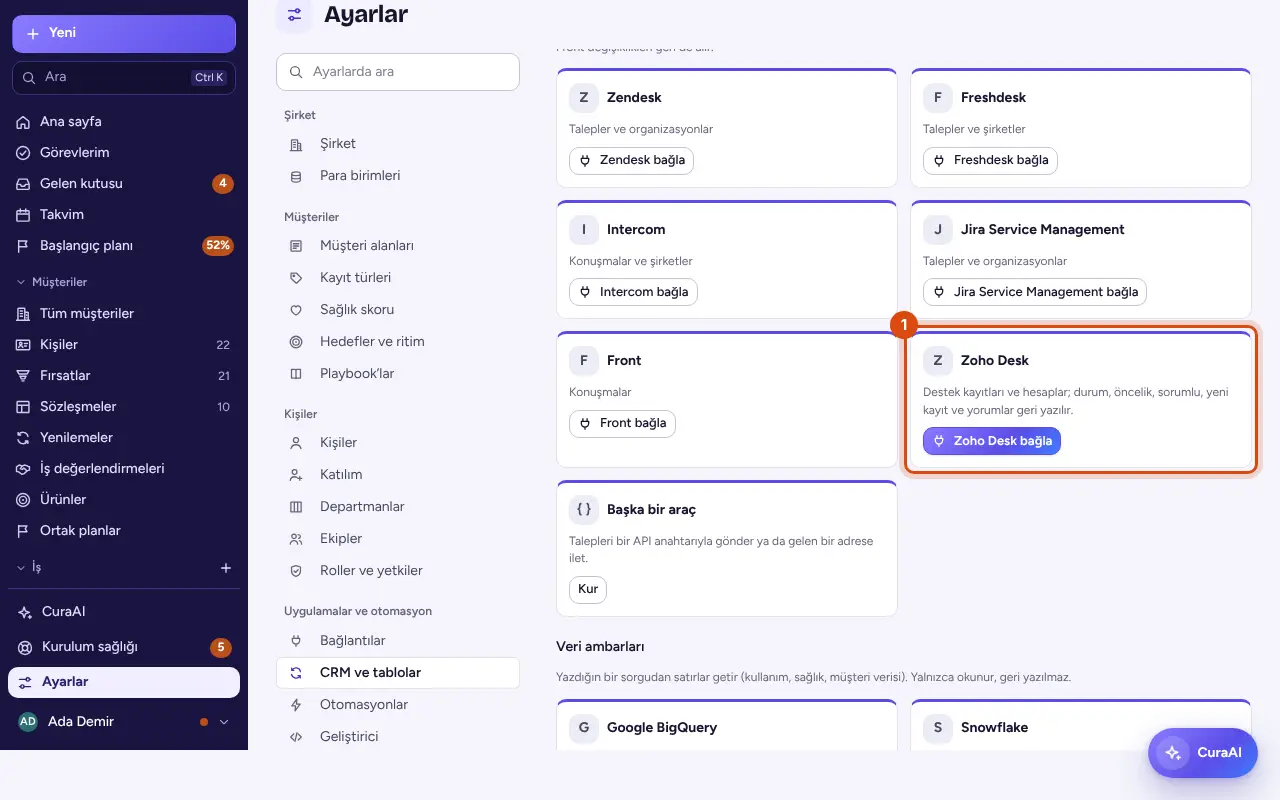 Yeni
Ara
Ctrl K
Ana sayfa
Görevlerim
Gelen kutusu
4
Takvim
Başlangıç planı
52%
Müşteriler
Tüm müşteriler
Kişiler
22
Fırsatlar
21
Sözleşmeler
10
Yenilemeler
İş değerlendirmeleri
Ürünler
Ortak planlar
İş
CuraAI
Kurulum sağlığı
5
Ayarlar
AD
Ada Demir
Ayarlar
Ayarlarda ara
Şirket
Şirket
Para birimleri
Müşteriler
Müşteri alanları
Kayıt türleri
Sağlık skoru
Hedefler ve ritim
Playbook'lar
Kişiler
Kişiler
Katılım
Departmanlar
Ekipler
Roller ve yetkiler
Uygulamalar ve otomasyon
Bağlantılar
CRM ve tablolar
Otomasyonlar
Geliştirici
Z
Zendesk
Talepler ve organizasyonlar
Zendesk bağla
F
Freshdesk
Talepler ve şirketler
Freshdesk bağla
I
Intercom
Konuşmalar ve şirketler
Intercom bağla
J
Jira Service Management
Talepler ve organizasyonlar
Jira Service Management bağla
F
Front
Konuşmalar
Front bağla
1
Z
Zoho Desk
Destek kayıtları ve hesaplar; durum, öncelik, sorumlu, yeni
kayıt ve yorumlar geri yazılır.
Zoho Desk bağla
{ }
Başka bir araç
Talepleri bir API anahtarıyla gönder ya da gelen bir adrese
ilet.
Kur
Veri ambarları
Yazdığın bir sorgudan satırlar getir (kullanım, sağlık, müşteri verisi). Yalnızca okunur, geri yazılmaz.
G
Google BigQuery
S
Snowflake
CuraAI